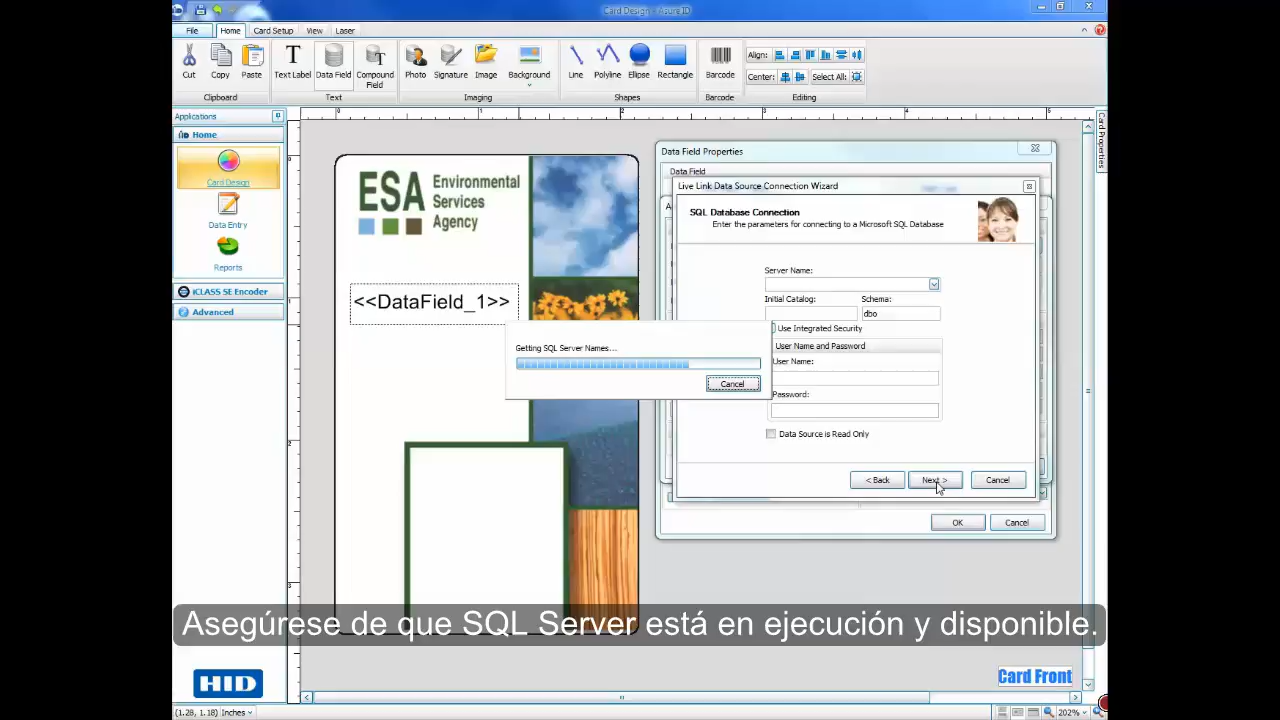 Card Design - Asure ID
File Home Card Setup View Laser
Cut Copy Paste Text Label Data Field Compound Field Photo Signature Image Background Line Polyline Ellipse Rectangle Barcode
Align:
Center: Select All:
Clipboard Text Imaging Shapes Barcode Editing
Applications
Home
Card Design
Data Entry
Reports
iCLASS SE Encoder
Advanced
HID
ESA Environmental
Services
Agency
<<DataField_1>>
Data Field Properties
Data Field
Live Link Data Source Connection Wizard
SQL Database Connection
Enter the parameters for connecting to a Microsoft SQL Database
Server Name:
Initial Catalog: Schema:
dbo
Use Integrated Security
User Name and Password
User Name:
Password:
Data Source is Read Only
< Back Next > Cancel
OK Cancel
Getting SQL Server Names...
Cancel
Card Properties
Asegúrese de que SQL Server está en ejecución y disponible.
Card Front
(1.28, 1.18) Inches
202%